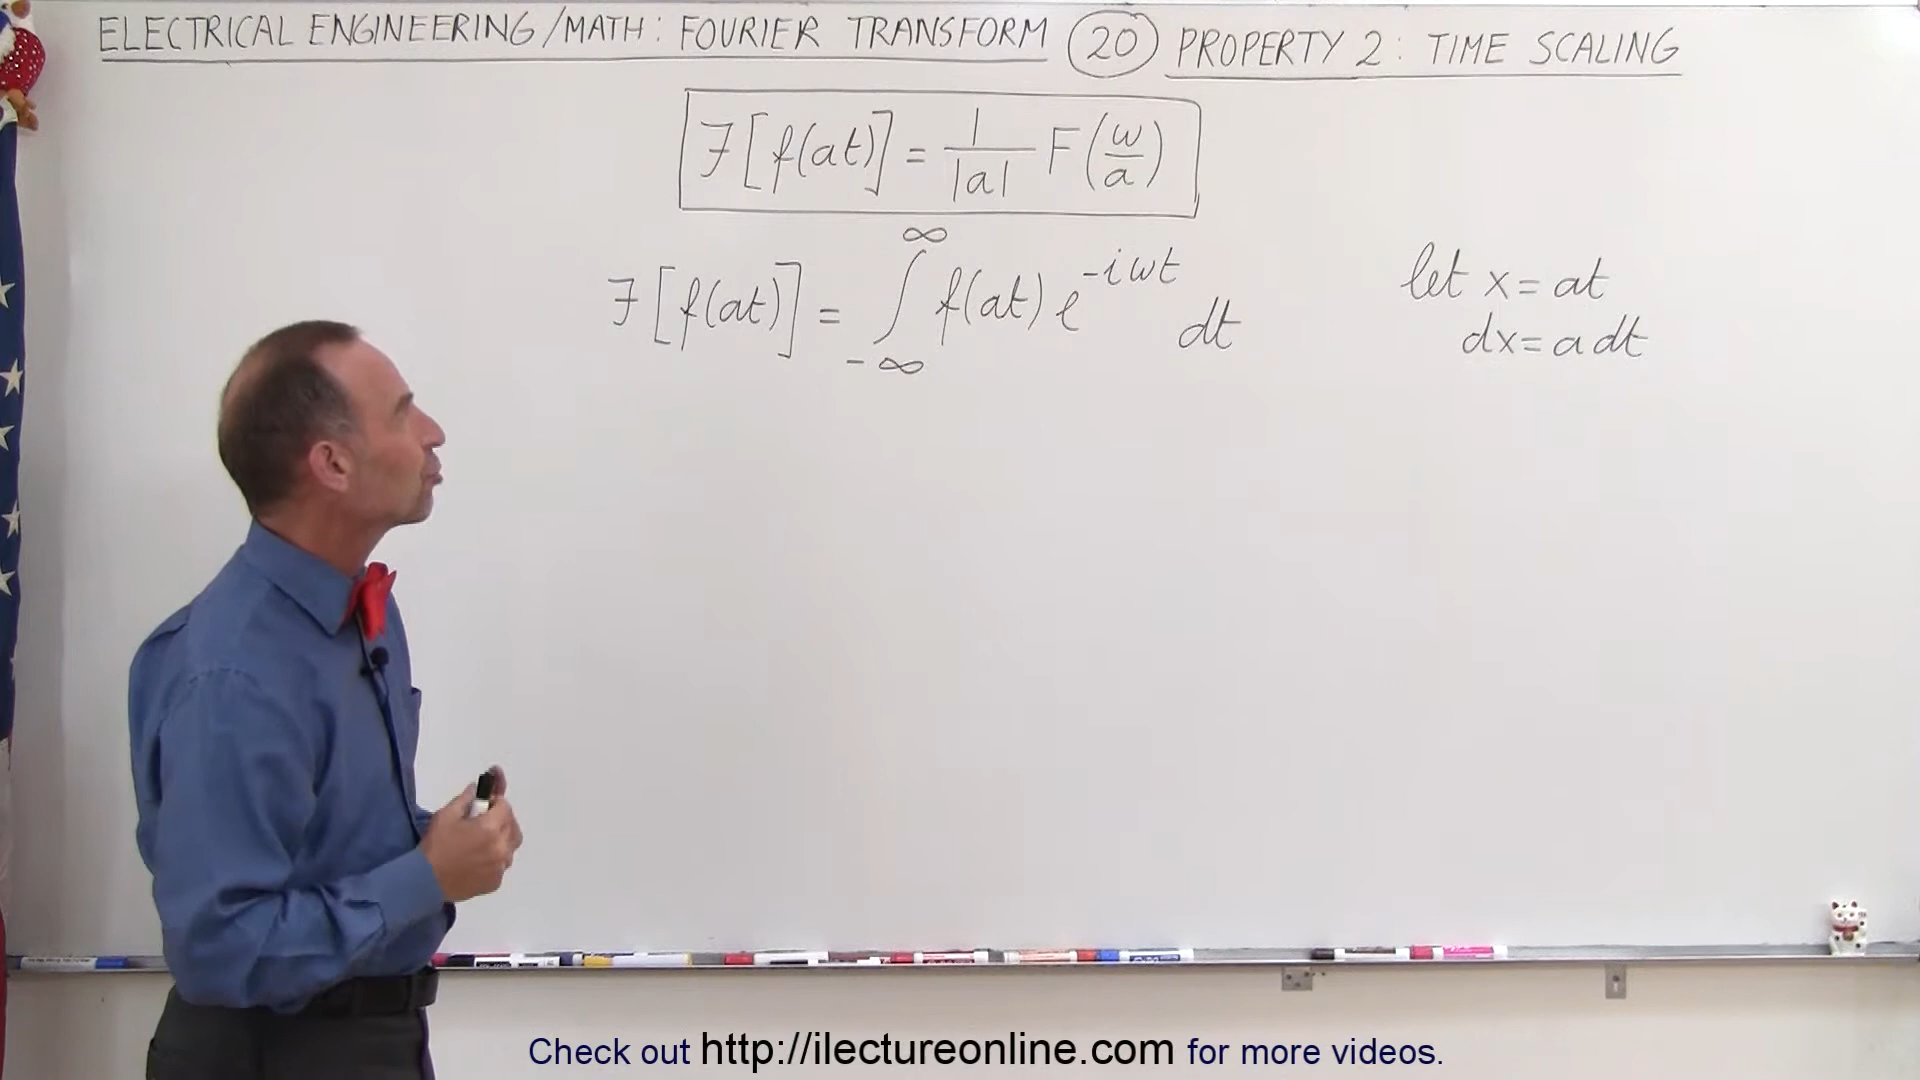 ELECTRICAL ENGINEERING/MATH: FOURIER TRANSFORM (20) PROPERTY 2: TIME SCALING
ℱ[f(at)] = 1/|a| F(ω/a)
ℱ[f(at)] = ∫_{-∞}^{∞} f(at) e^{-iωt} dt
let x = at
dx = a dt
Check out http://ilectureonline.com for more videos.